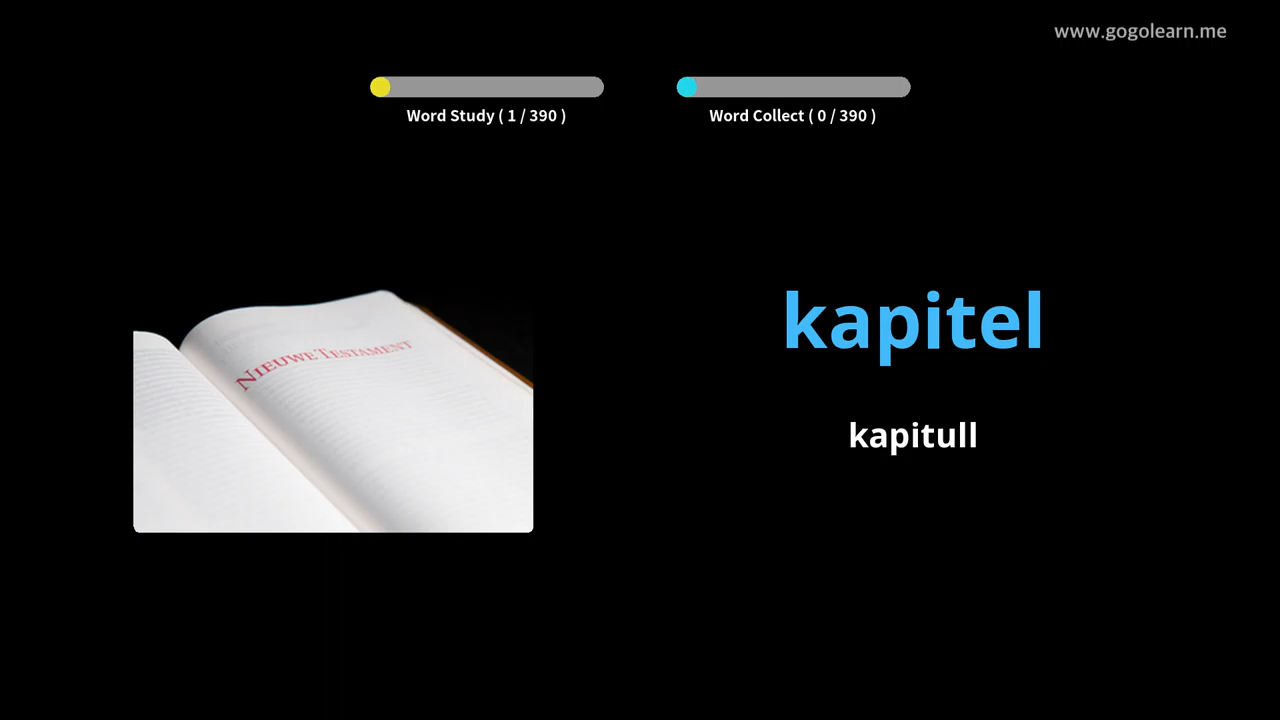 www.gogolearn.me
Word Study ( 1 / 390 )
Word Collect ( 0 / 390 )
NIEUWE TESTAMENT
kapitel
kapitull